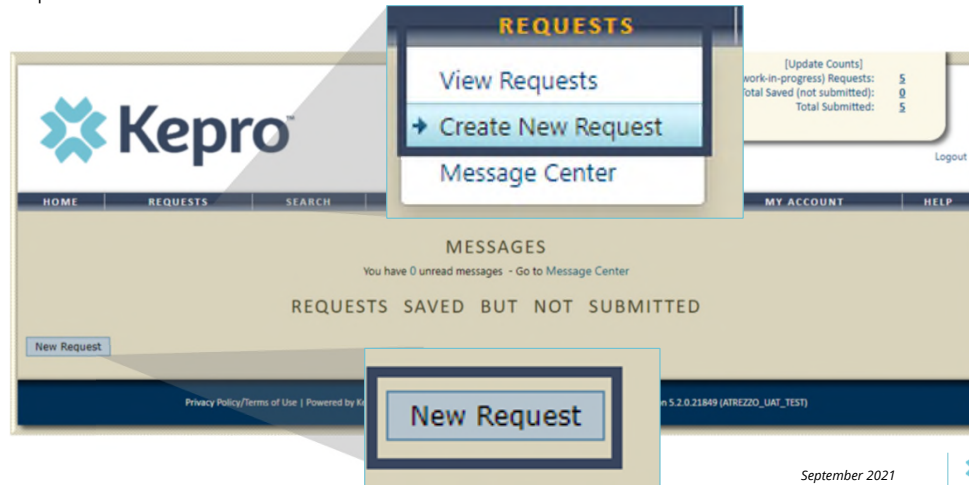 REQUESTS
View Requests
Create New Request
Message Center
[Update Counts]
work-in-progress) Requests: 5
Total Saved (not submitted): 0
Total Submitted: 5
Kepro™
Logout
HOME REQUESTS SEARCH MY ACCOUNT HELP
MESSAGES
You have 0 unread messages - Go to Message Center
REQUESTS SAVED BUT NOT SUBMITTED
New Request
Privacy Policy/Terms of Use | Powered by Ke
n 5.2.0.21849 (ATREZZO_UAT_TEST)
New Request
September 2021